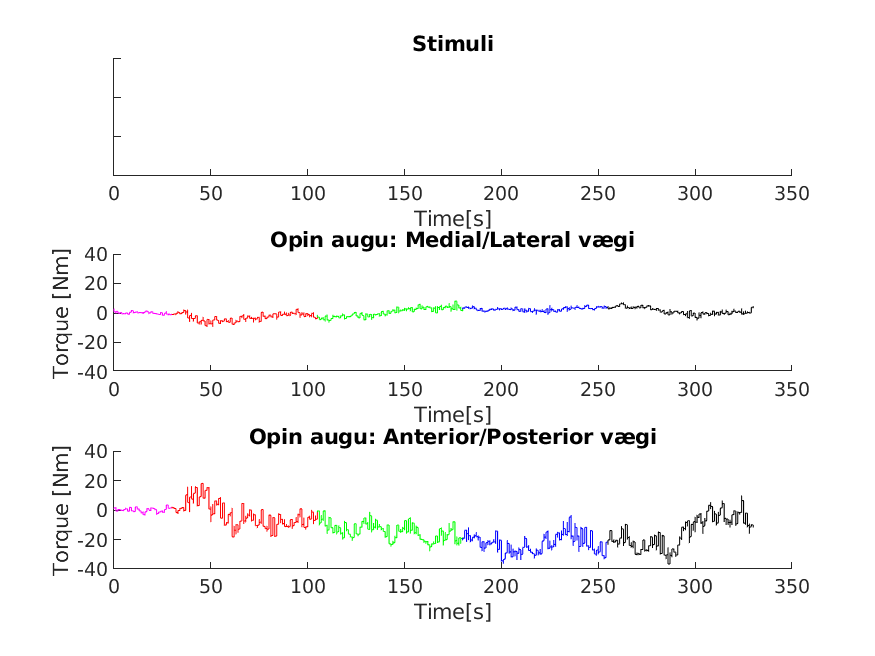 Stimuli
0 50 100 150 200 250 300 350
Time[s]
Opin augu: Medial/Lateral vægi
Torque [Nm]
40
20
0
-20
-40
0 50 100 150 200 250 300 350
Time[s]
Opin augu: Anterior/Posterior vægi
Torque [Nm]
40
20
0
-20
-40
0 50 100 150 200 250 300 350
Time[s]